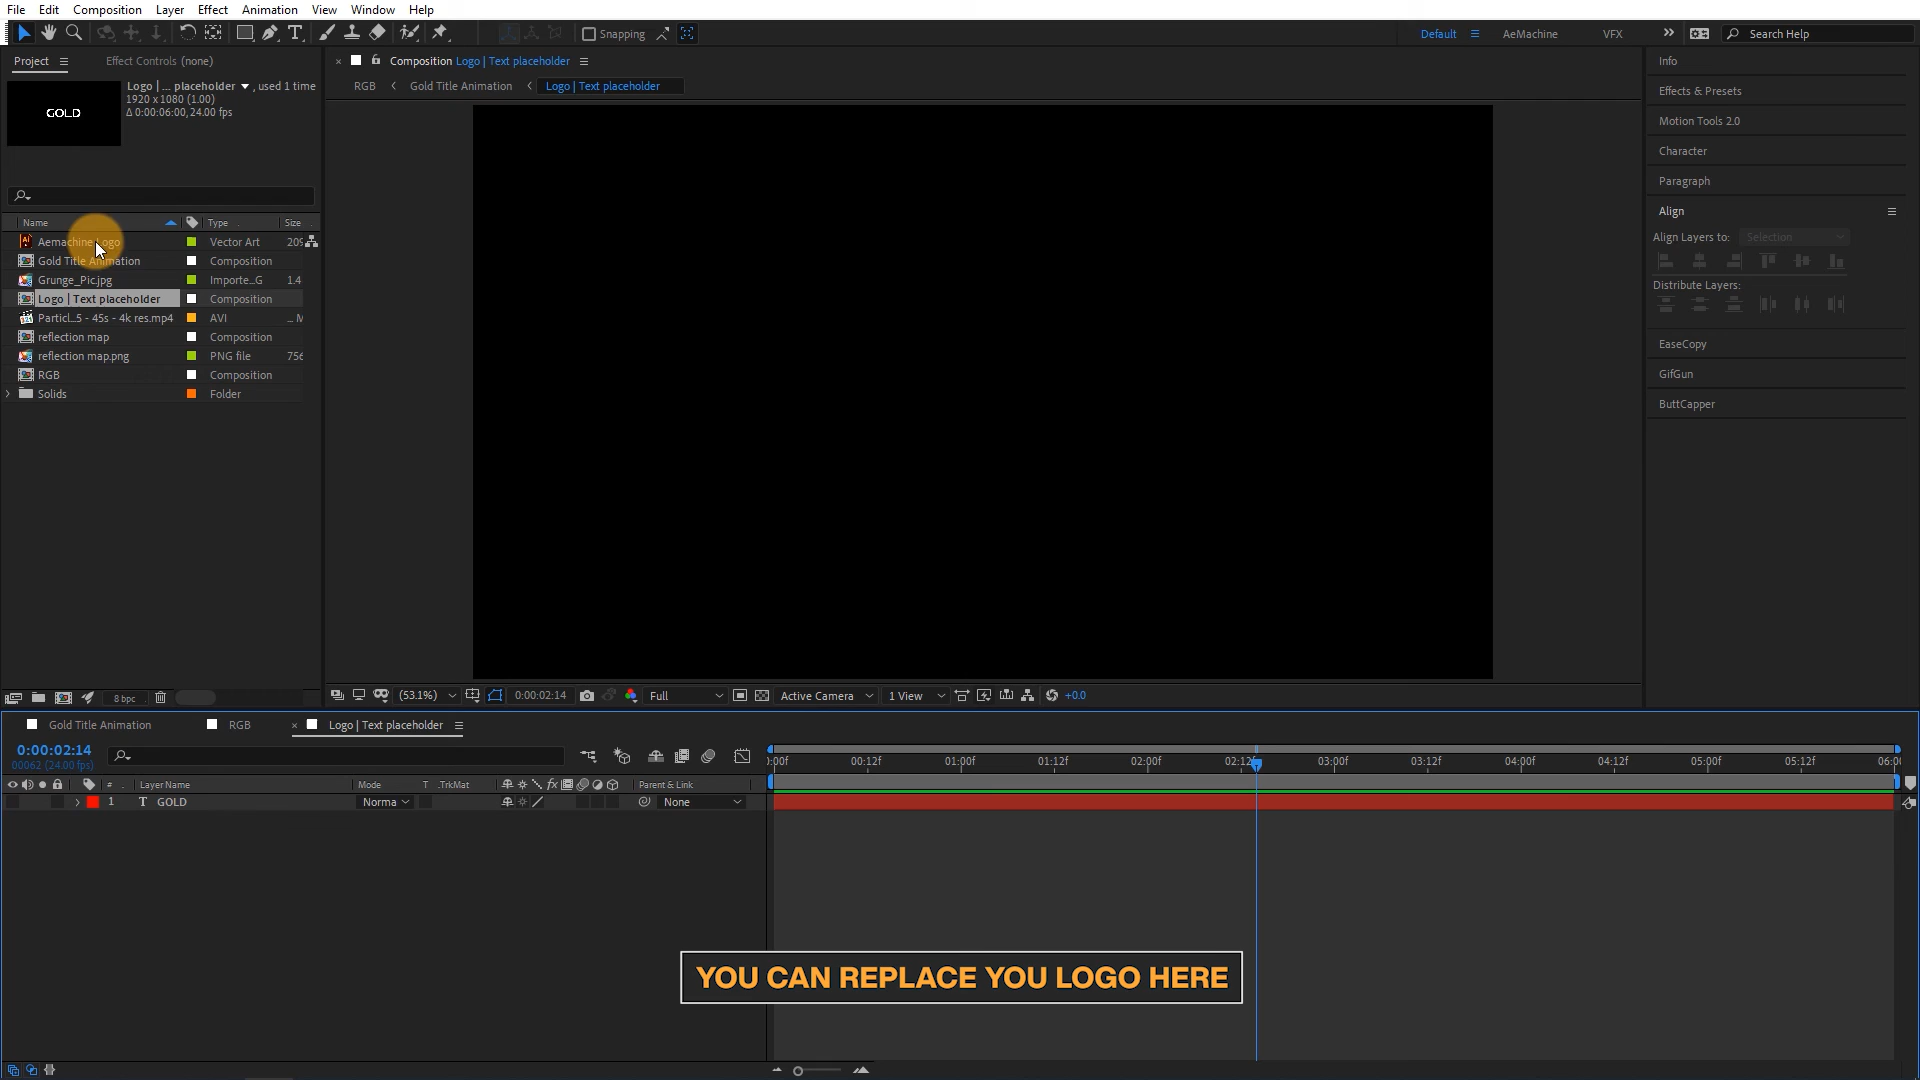 File Edit Composition Layer Effect Animation View Window Help
Snapping
Default
AeMachine
VFX
Search Help
Project
Effect Controls (none)
Composition Logo | Text placeholder
RGB
Gold Title Animation
Logo | Text placeholder
GOLD
Logo | ... placeholder , used 1 time
1920 x 1080 (1.00)
Δ 0:00:06:00, 24.00 fps
Name Type Size
Aemachine Logo Vector Art 209
Gold Title Animation Composition
Grunge_Pic.jpg Importe...G 1.4
Logo | Text placeholder Composition
Particl...5 - 45s - 4k res.mp4 AVI ... M
reflection map Composition
reflection map.png PNG file 756
RGB Composition
Solids Folder
8 bpc
(53.1%)
0:00:02:14
Full
Active Camera
1 View
+0.0
Info
Effects & Presets
Motion Tools 2.0
Character
Paragraph
Align
Align Layers to: Selection
Distribute Layers:
EaseCopy
GifGun
ButtCapper
Gold Title Animation
RGB
Logo | Text placeholder
0:00:02:14
00062 (24.00 fps)
# Layer Name Mode T .TrkMat Parent & Link
1 T GOLD Norma None
):00f 00:12f 01:00f 01:12f 02:00f 02:12f 03:00f 03:12f 04:00f 04:12f 05:00f 05:12f 06:0(
YOU CAN REPLACE YOU LOGO HERE